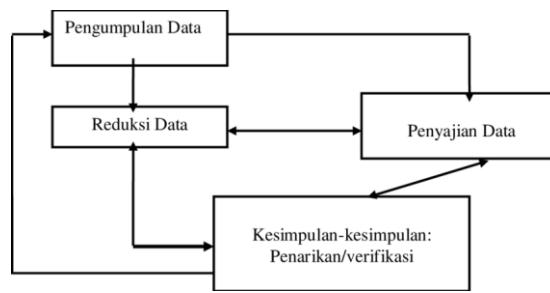 Pengumpulan Data
Reduksi Data
Penyajian Data
Kesimpulan-kesimpulan:
Penarikan/verifikasi